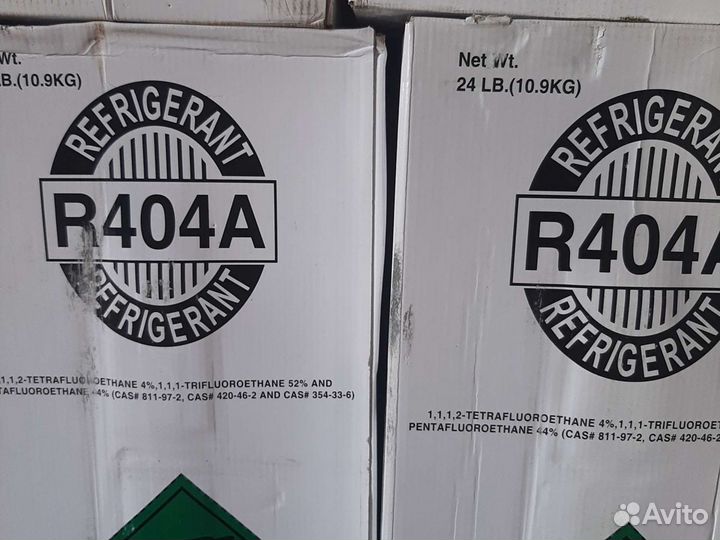 Wt.
LB.(10.9KG)
REFRIGERANT
R404A
REFRIGERANT
1,1,2-TETRAFLUOROETHANE 4%,1,1,1-TRIFLUOROETHANE 52% AND
TAFLUOROETHANE 44% (CAS# 811-97-2, CAS# 420-46-2 AND CAS# 354-33-6)
Net Wt.
24 LB.(10.9KG)
REFRIGERANT
R404A
REFRIGERANT
1,1,1,2-TETRAFLUOROETHANE 4%,1,1,1-TRIFLUOROET
PENTAFLUOROETHANE 44% (CAS# 811-97-2, CAS# 420-46-2
Avito